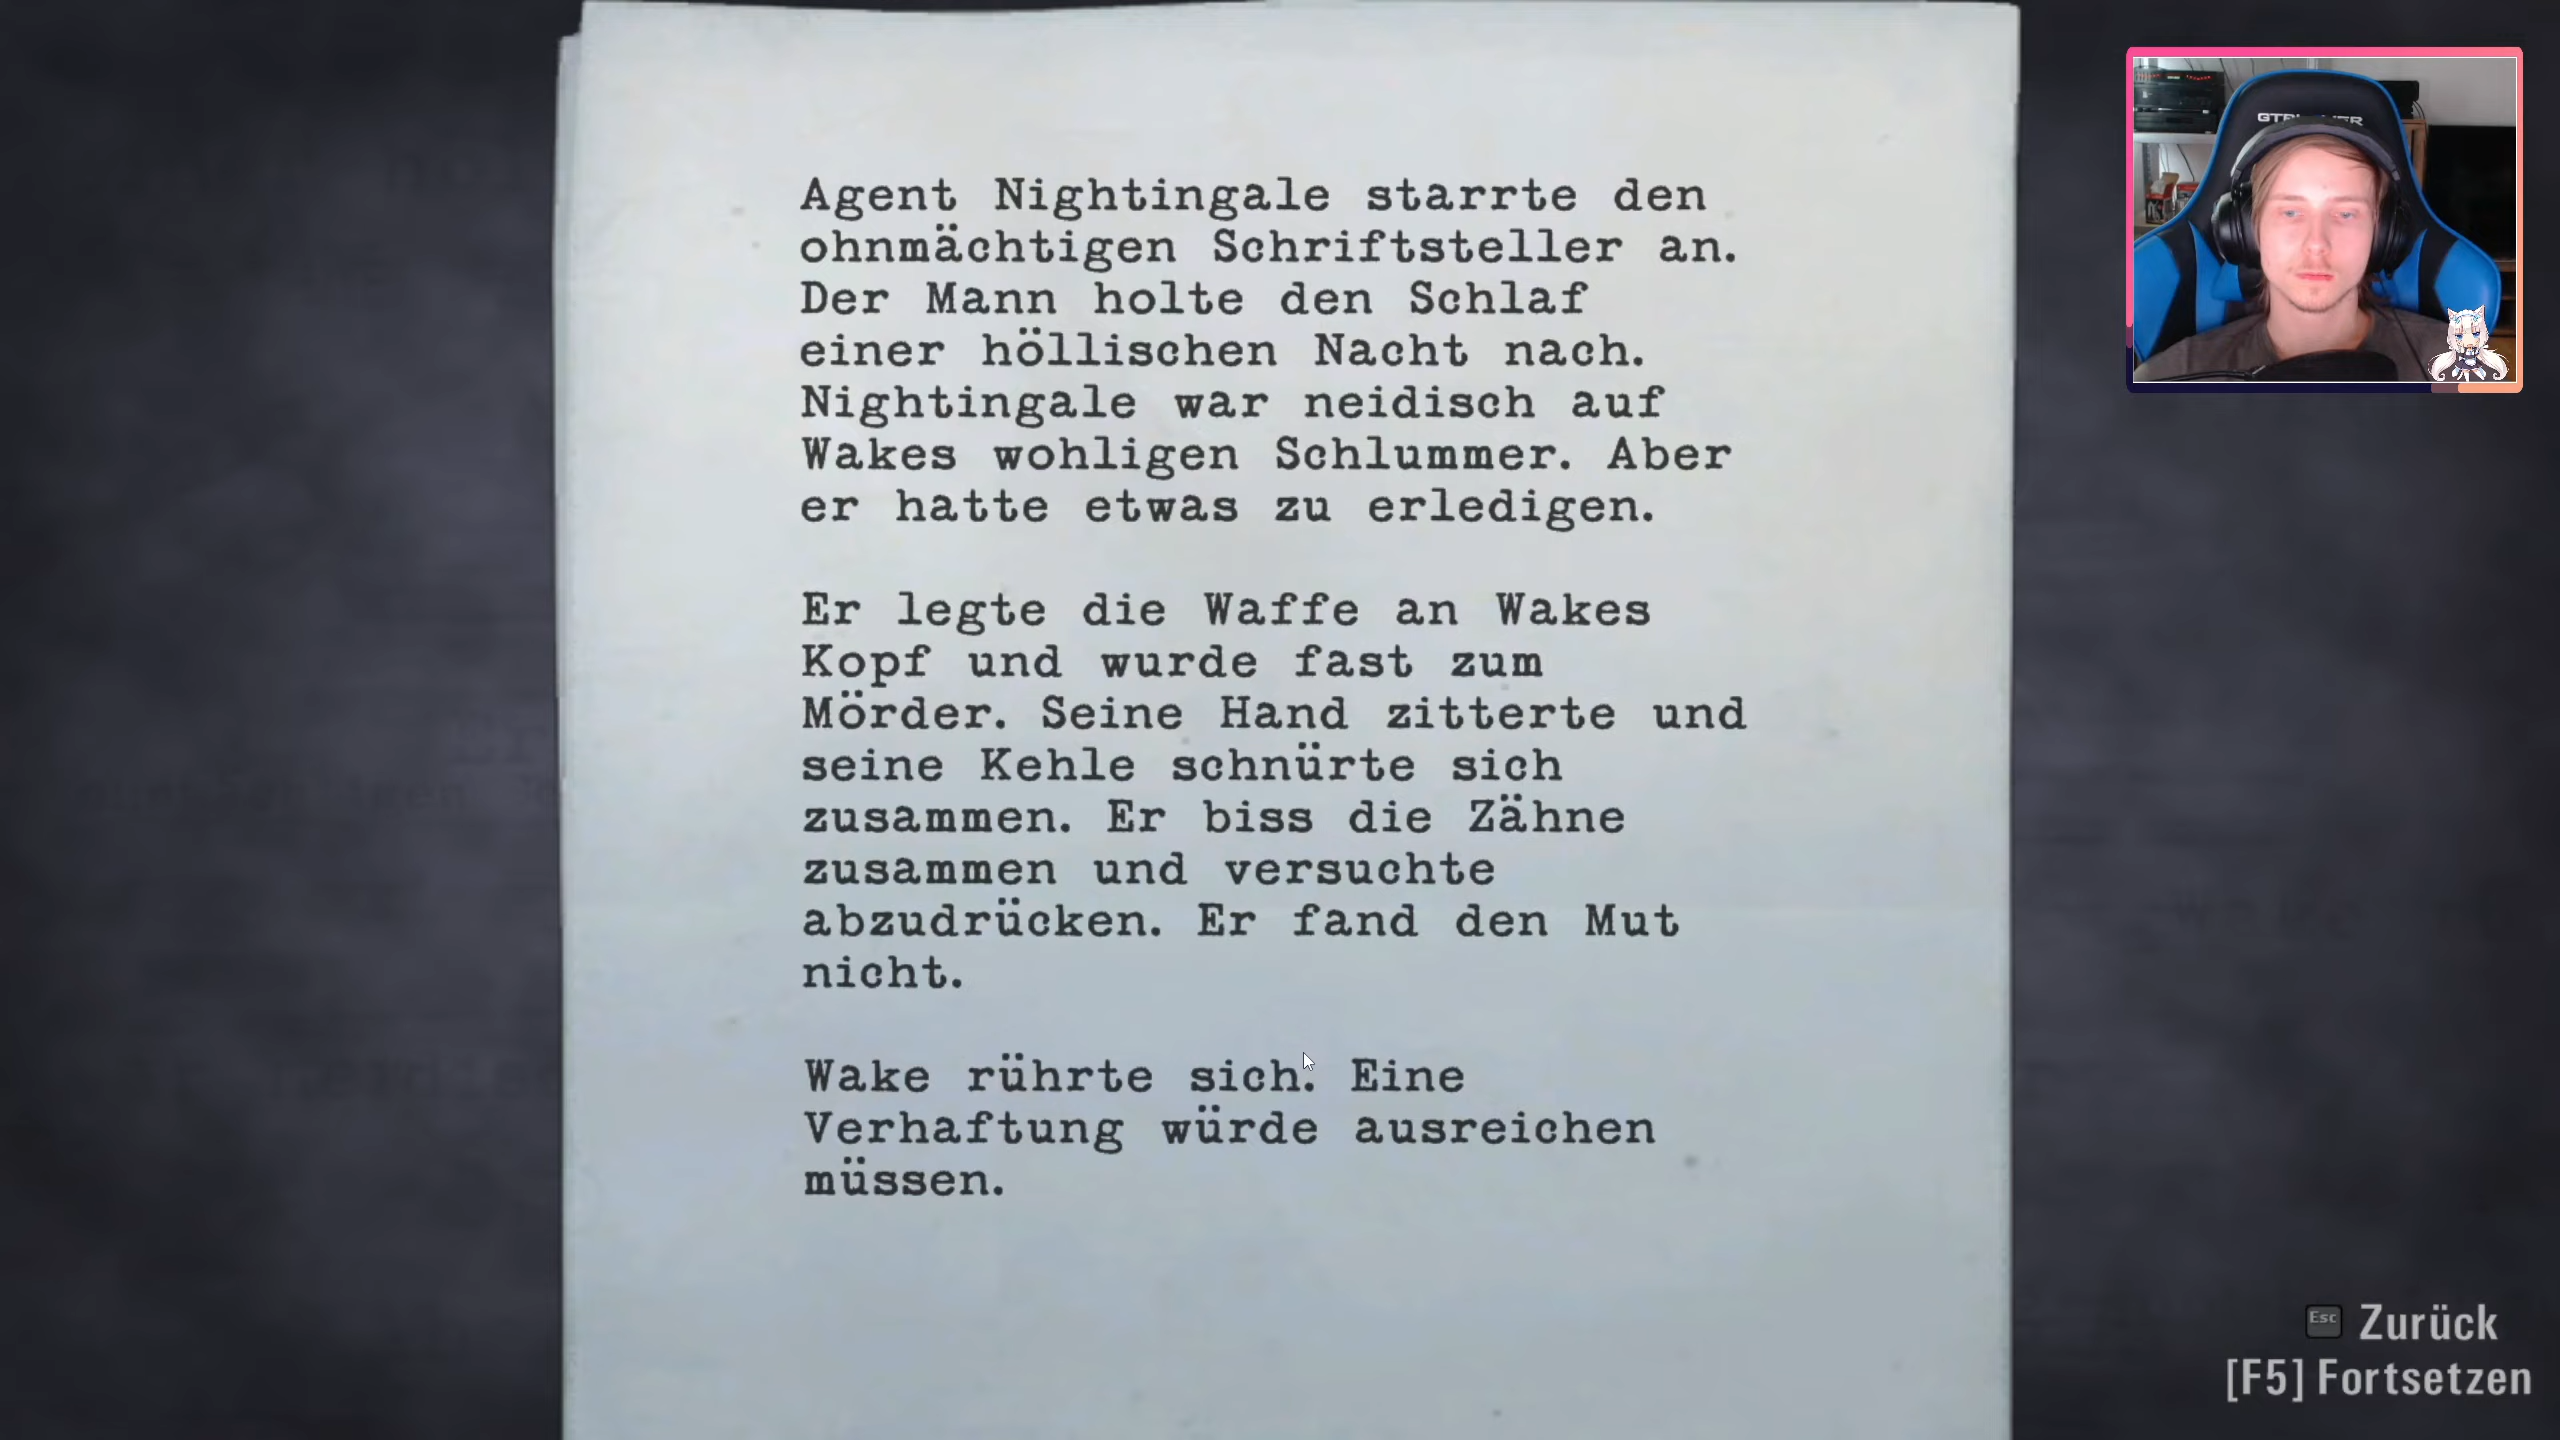 Agent Nightingale starrte den
ohnmächtigen Schriftsteller an.
Der Mann holte den Schlaf
einer höllischen Nacht nach.
Nightingale war neidisch auf
Wakes wohligen Schlummer. Aber
er hatte etwas zu erledigen.
Er legte die Waffe an Wakes
Kopf und wurde fast zum
Mörder. Seine Hand zitterte und
seine Kehle schnürte sich
zusammen. Er biss die Zähne
zusammen und versuchte
abzudrücken. Er fand den Mut
nicht.
Wake rührte sich. Eine
Verhaftung würde ausreichen
müssen.
Esc Zurück
[F5] Fortsetzen